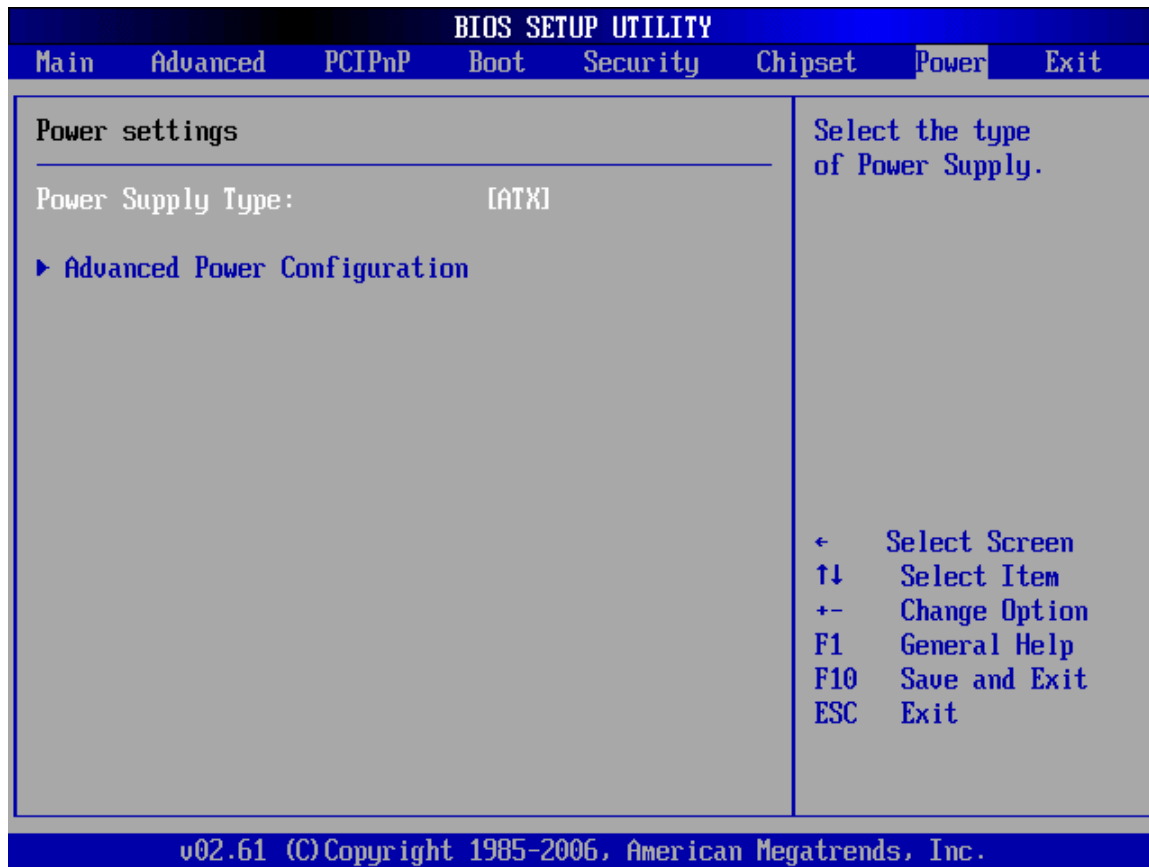 BIOS SETUP UTILITY
Main Advanced PCIPnP Boot Security Chipset Power Exit
Power settings
Power Supply Type: [ATX]
▶ Advanced Power Configuration
Select the type
of Power Supply.
← Select Screen
↑↓ Select Item
+- Change Option
F1 General Help
F10 Save and Exit
ESC Exit
v02.61 (C)Copyright 1985-2006, American Megatrends, Inc.